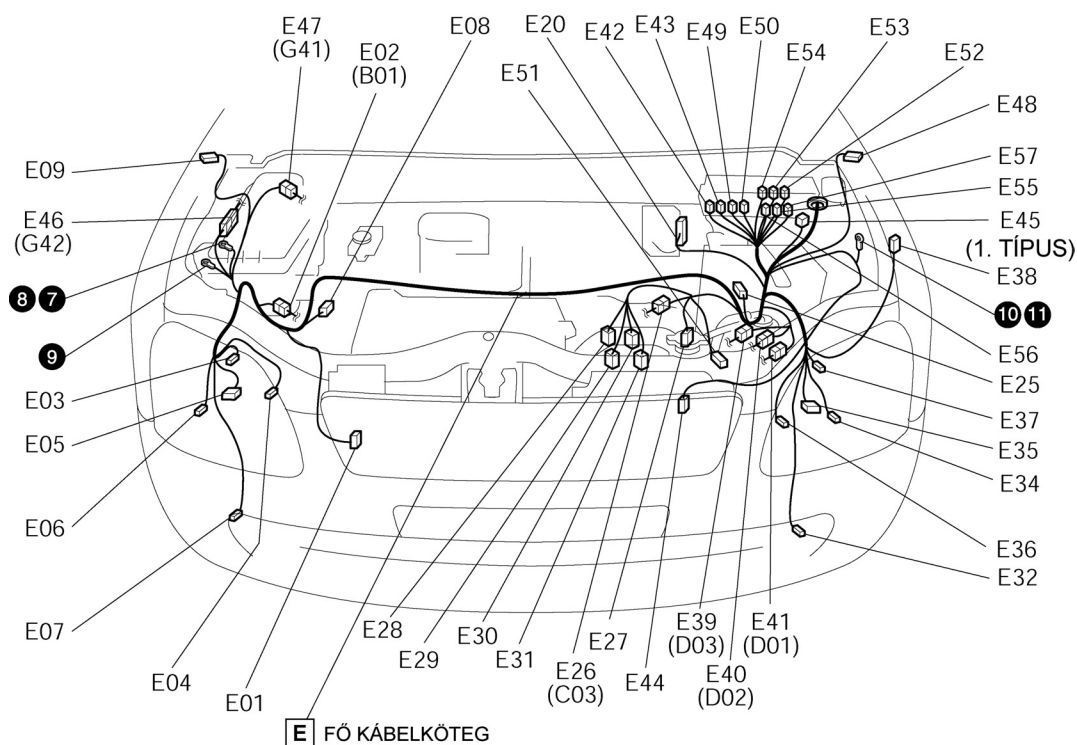 E47
(G41)
E02
(B01)
E08
E20
E42
E43
E49
E50
E54
E53
E52
E51
E48
E09
E57
E55
E46
(G42)
E45
(1. TÍPUS)
E38
8 7
10 11
9
E56
E03
E25
E05
E37
E35
E06
E34
E36
E32
E07
E28
E29
E30
E31
E27
E26
(C03)
E44
E39
(D03)
E41
(D01)
E40
(D02)
E04
E01
E FŐ KÁBELKÖTEG